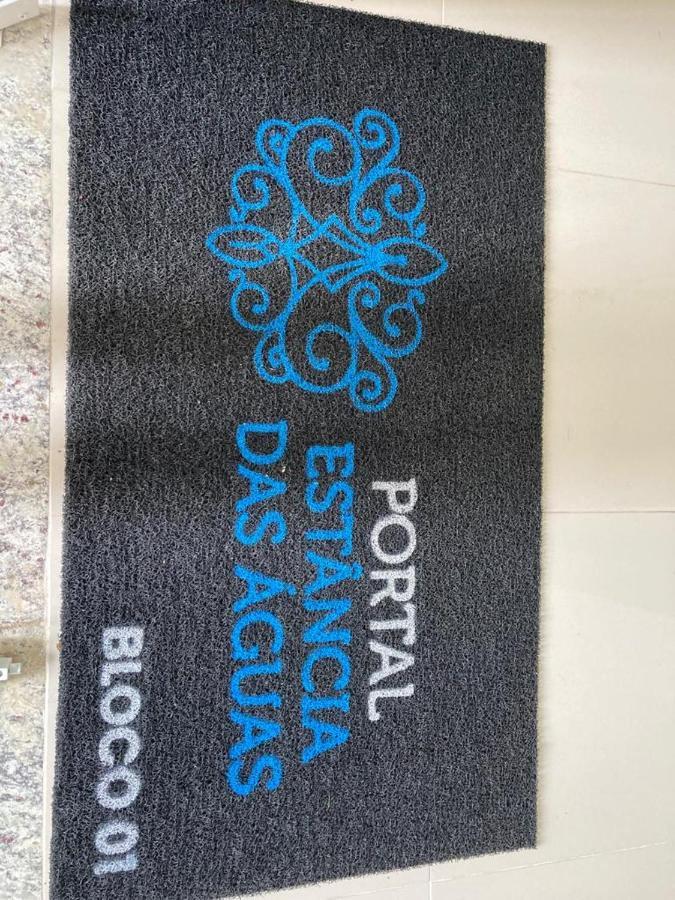 PORTAL
ESTÂNCIA
DAS ÁGUAS
BLOCO 01